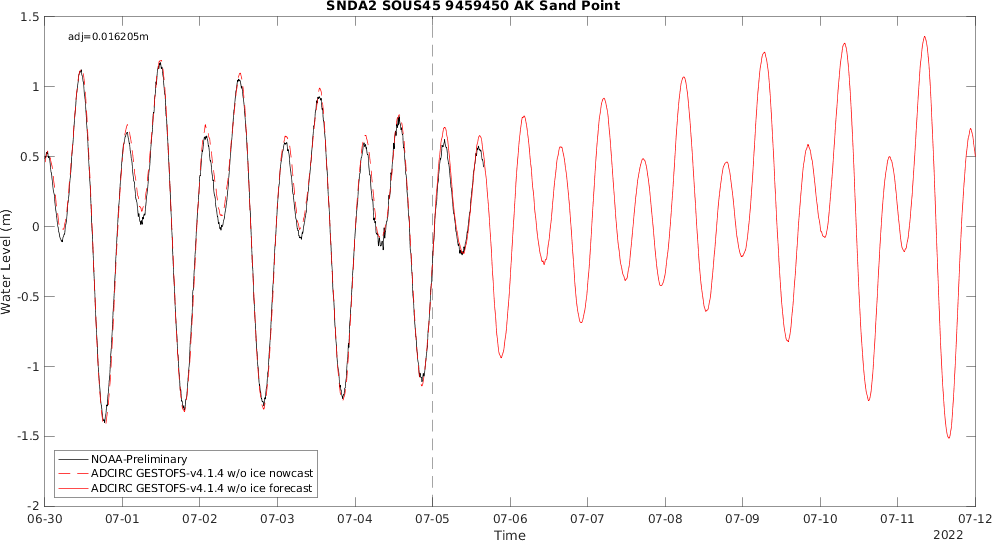 SNDA2 SOUS45 9459450 AK Sand Point
adj=0.016205m
1.5
1
0.5
0
-0.5
-1
-1.5
-2
Water Level (m)
NOAA-Preliminary
ADCIRC GESTOFS-v4.1.4 w/o ice nowcast
ADCIRC GESTOFS-v4.1.4 w/o ice forecast
06-30 07-01 07-02 07-03 07-04 07-05 07-06 07-07 07-08 07-09 07-10 07-11 07-12
Time
2022